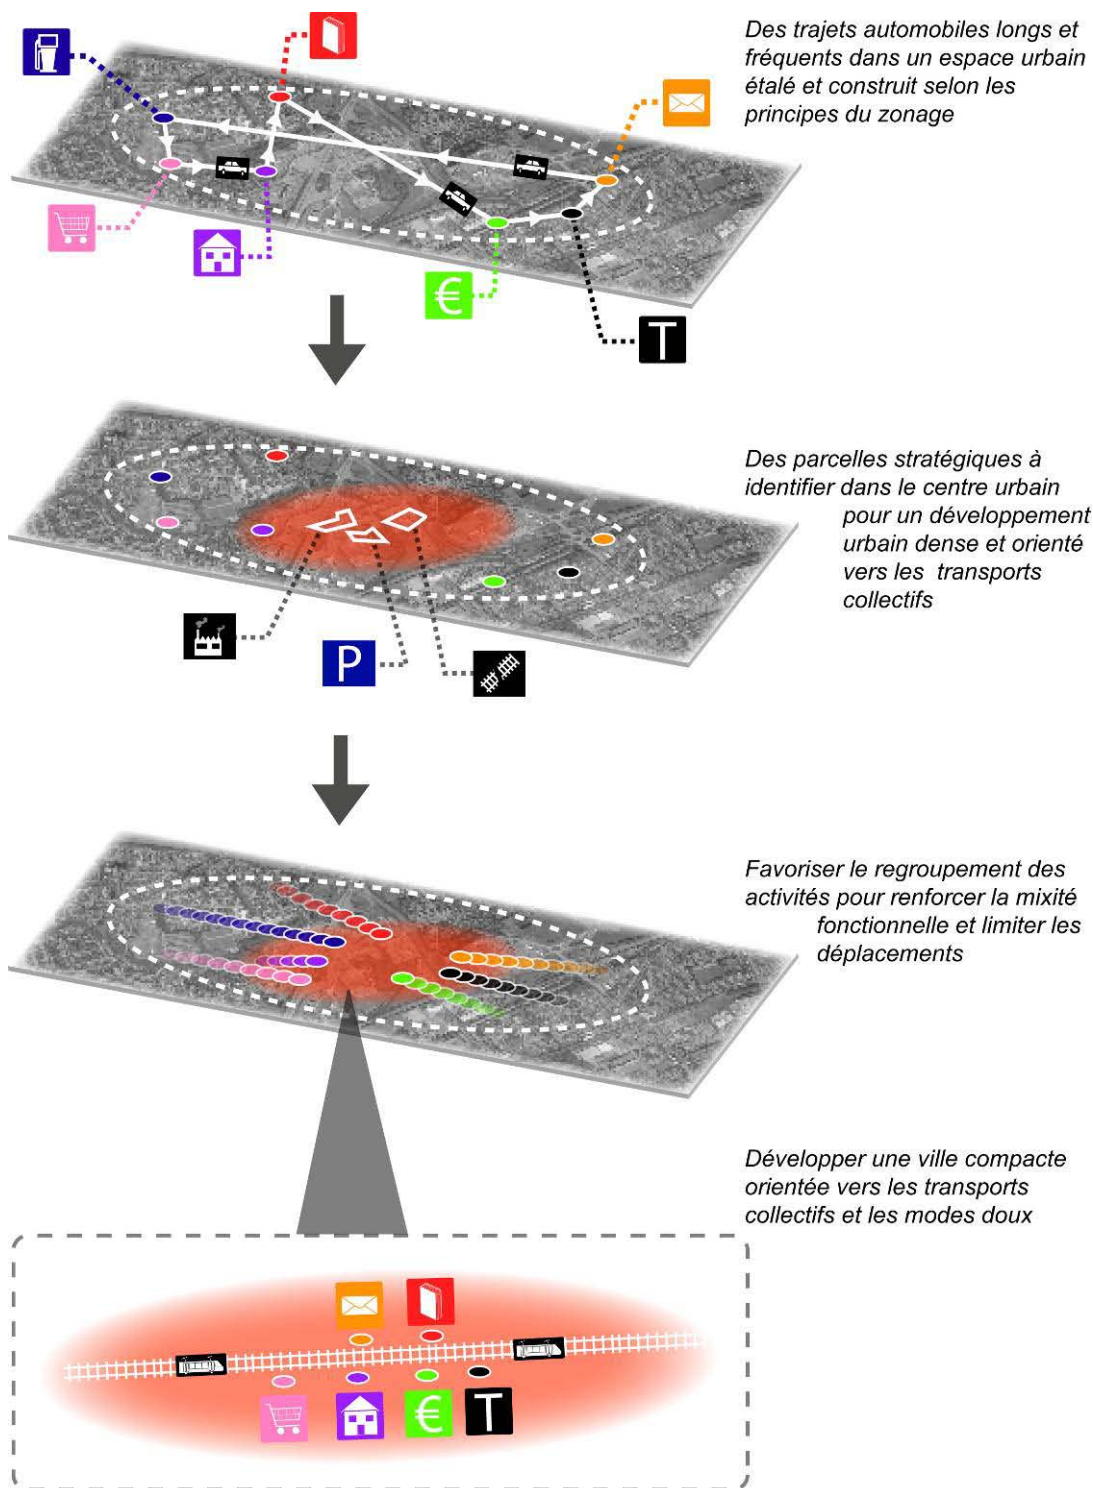 Des trajets automobiles longs et
fréquents dans un espace urbain
étalé et construit selon les
principes du zonage
€
T
Des parcelles stratégiques à
identifier dans le centre urbain
pour un développement
urbain dense et orienté
vers les transports
collectifs
P
Favoriser le regroupement des
activités pour renforcer la mixité
fonctionnelle et limiter les
déplacements
Développer une ville compacte
orientée vers les transports
collectifs et les modes doux
€
T